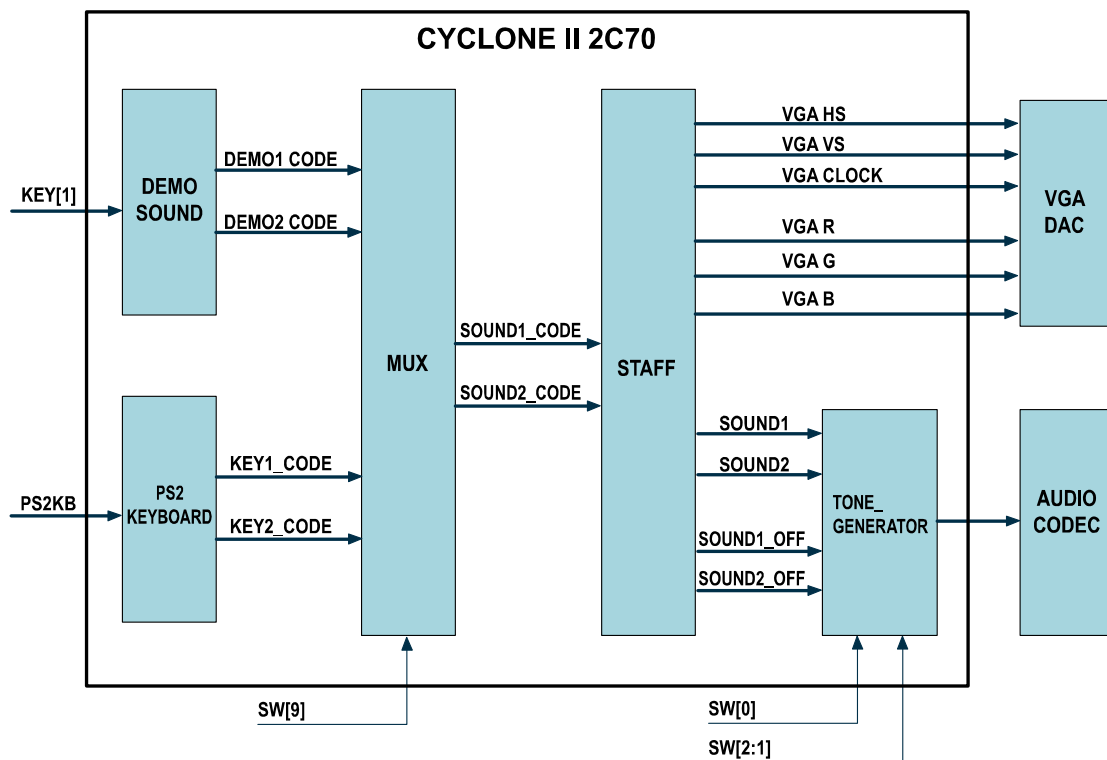 CYCLONE II 2C70
KEY[1]
DEMO
SOUND
DEMO1 CODE
DEMO2 CODE
PS2KB
PS2
KEYBOARD
KEY1_CODE
KEY2_CODE
MUX
SW[9]
SOUND1_CODE
SOUND2_CODE
STAFF
VGA HS
VGA VS
VGA CLOCK
VGA R
VGA G
VGA B
VGA
DAC
SOUND1
SOUND2
SOUND1_OFF
SOUND2_OFF
TONE_
GENERATOR
AUDIO
CODEC
SW[0]
SW[2:1]